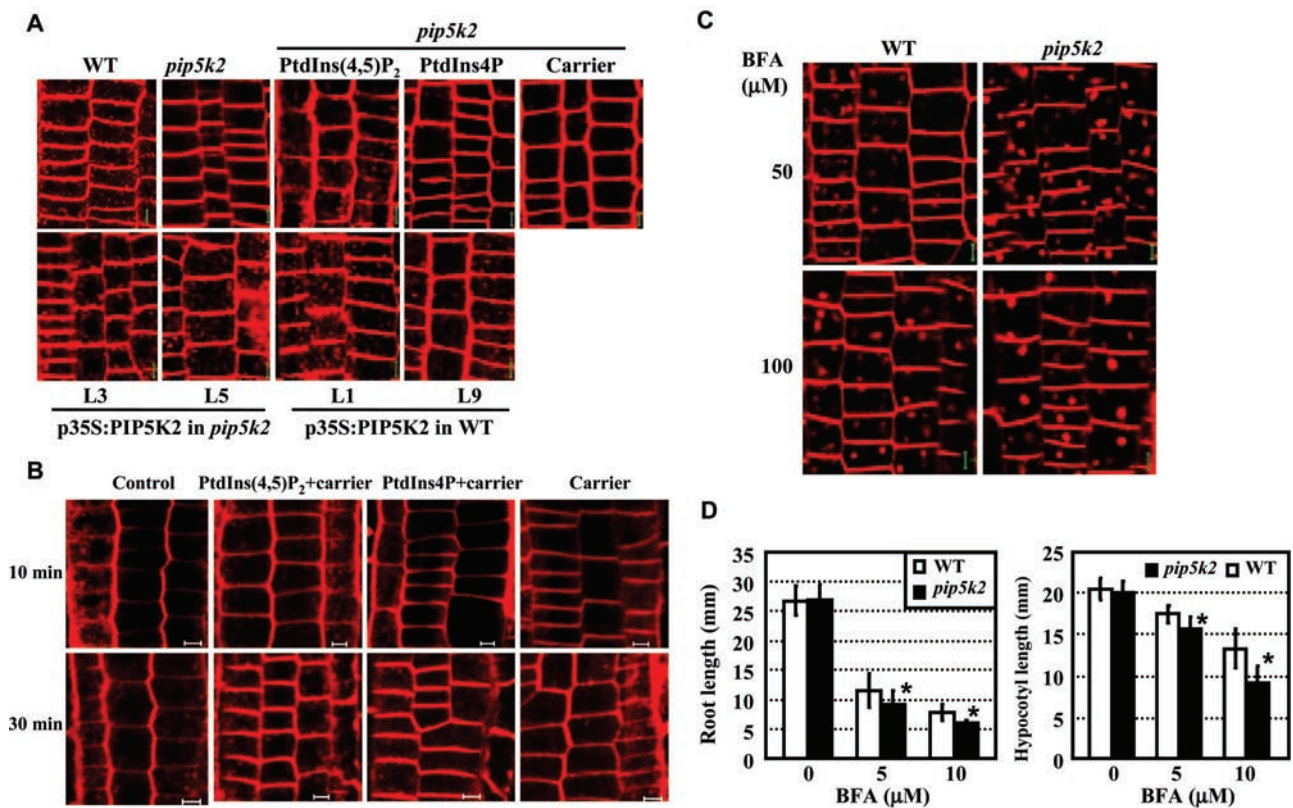 A
pip5k2
WT pip5k2 PtdIns(4,5)P₂ PtdIns4P Carrier
L3 L5 L1 L9
p35S:PIP5K2 in pip5k2 p35S:PIP5K2 in WT
B
Control PtdIns(4,5)P₂+carrier PtdIns4P+carrier Carrier
10 min
30 min
C
WT pip5k2
BFA
(μM)
50
100
D
Root length (mm)
35
30
25
20
15
10
5
0
WT
pip5k2
*
*
0 5 10
BFA (μM)
Hypocotyl length (mm)
25
20
15
10
5
0
pip5k2 WT
*
*
0 5 10
BFA (μM)